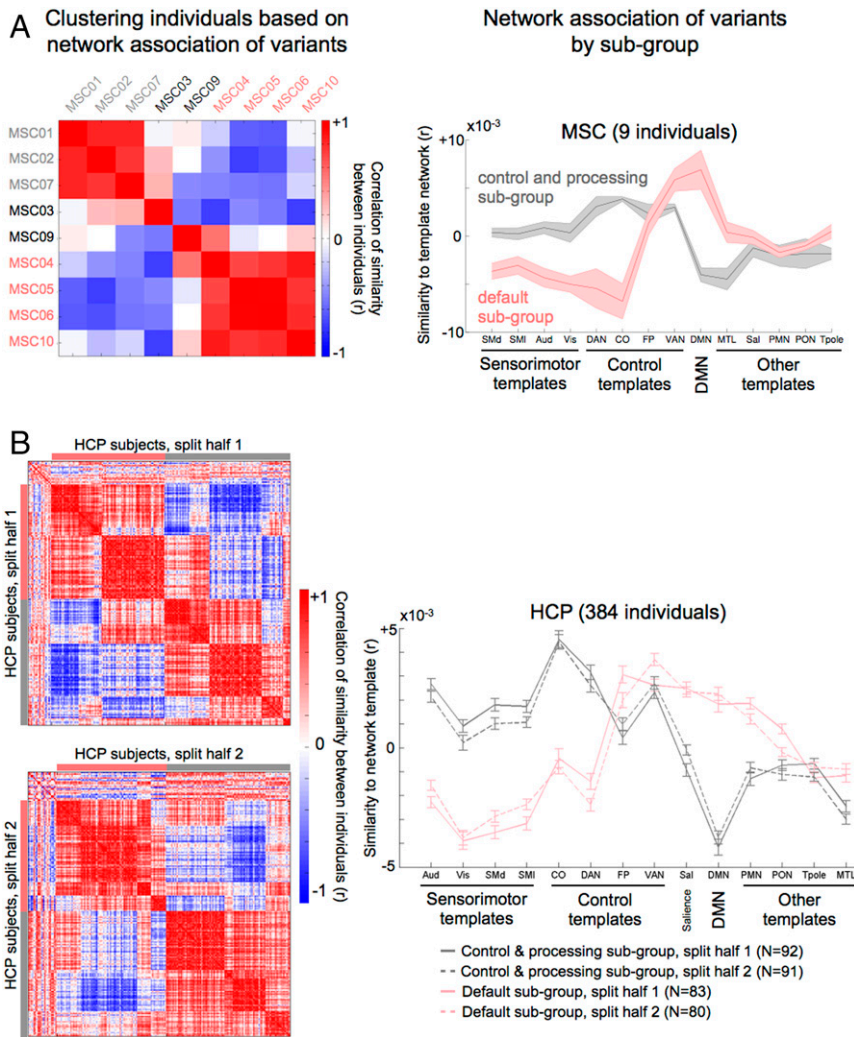 A
Clustering individuals based on
network association of variants
MSC01
MSC02
MSC07
MSC03
MSC09
MSC04
MSC05
MSC06
MSC10
MSC01
MSC02
MSC07
MSC03
MSC09
MSC04
MSC05
MSC06
MSC10
+1
0
-1
Correlation of similarity
between individuals (r)
Network association of variants
by sub-group
MSC (9 individuals)
+10
x10⁻³
0
-10
Similarity to template network (r)
control and processing
sub-group
default
sub-group
SMd
SMl
Aud
Vis
DAN
CO
FP
VAN
DMN
MTL
Sal
PMN
PON
Tpole
Sensorimotor
templates
Control
templates
DMN
Other
templates
B
HCP subjects, split half 1
HCP subjects, split half 1
HCP subjects, split half 2
HCP subjects, split half 2
+1
0
-1
Correlation of similarity between individuals (r)
HCP (384 individuals)
+5
x10⁻³
0
-5
Similarity to network template (r)
Aud
Vis
SMd
SMl
CO
DAN
FP
VAN
Sal
DMN
PMN
PON
Tpole
MTL
Sensorimotor
templates
Control
templates
Salience
DMN
Other
templates
Control & processing sub-group, split half 1 (N=92)
Control & processing sub-group, split half 2 (N=91)
Default sub-group, split half 1 (N=83)
Default sub-group, split half 2 (N=80)